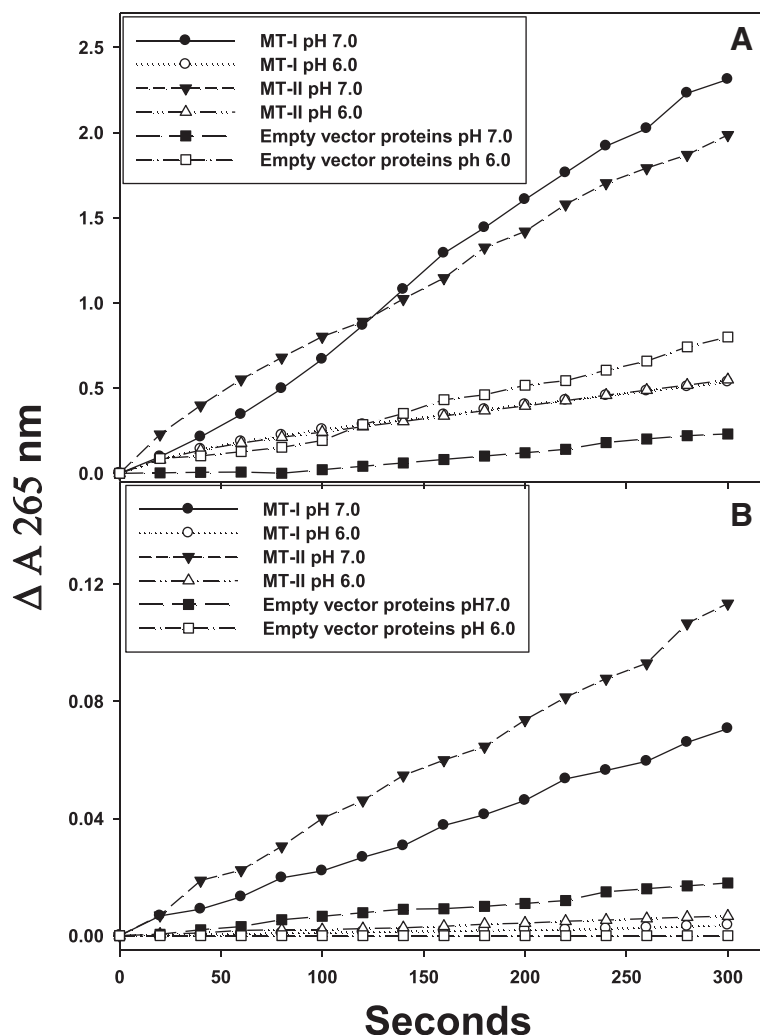 A
2.5
2.0
1.5
1.0
0.5
0.0
MT-I pH 7.0
MT-I pH 6.0
MT-II pH 7.0
MT-II pH 6.0
Empty vector proteins pH 7.0
Empty vector proteins ph 6.0
Δ A 265 nm
B
0.12
0.08
0.04
0.00
MT-I pH 7.0
MT-I pH 6.0
MT-II pH 7.0
MT-II pH 6.0
Empty vector proteins pH7.0
Empty vector proteins pH 6.0
0 50 100 150 200 250 300
Seconds